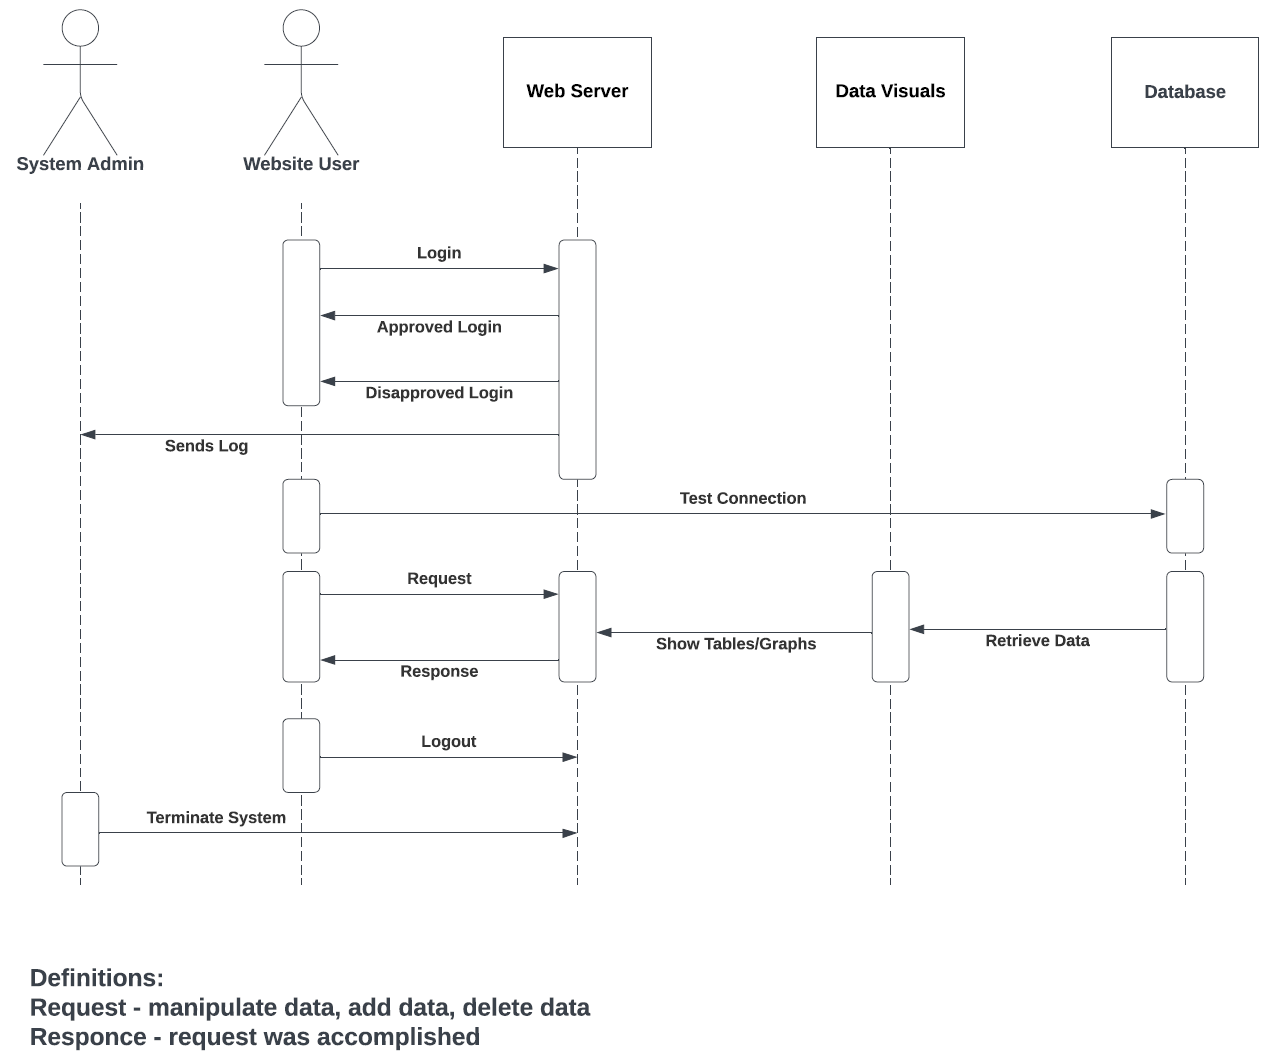 System Admin
Website User
Web Server
Data Visuals
Database
Login
Approved Login
Disapproved Login
Sends Log
Test Connection
Request
Show Tables/Graphs
Retrieve Data
Response
Logout
Terminate System
Definitions:
Request - manipulate data, add data, delete data
Responce - request was accomplished